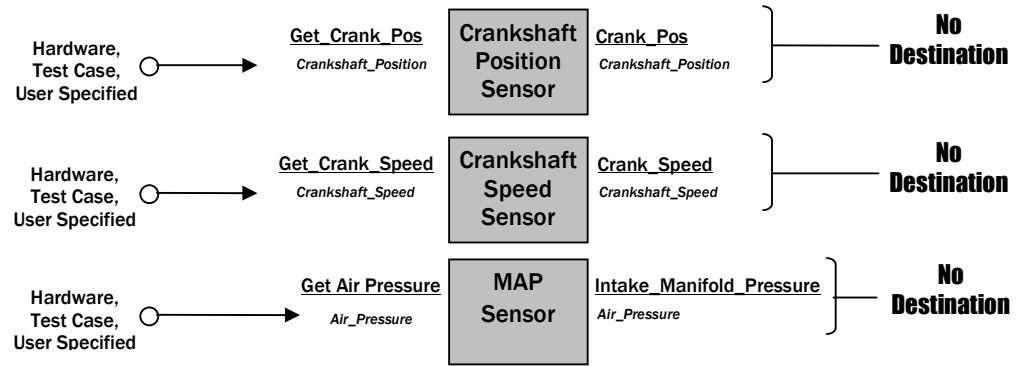 Hardware,
Test Case,
User Specified
Get_Crank_Pos
Crankshaft_Position
Crankshaft
Position
Sensor
Crank_Pos
Crankshaft_Position
No
Destination
Hardware,
Test Case,
User Specified
Get_Crank_Speed
Crankshaft_Speed
Crankshaft
Speed
Sensor
Crank_Speed
Crankshaft_Speed
No
Destination
Hardware,
Test Case,
User Specified
Get Air Pressure
Air_Pressure
MAP
Sensor
Intake_Manifold_Pressure
Air_Pressure
No
Destination